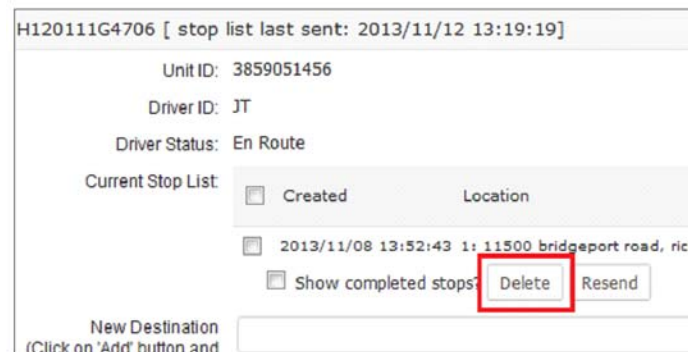 H120111G4706 [ stop list last sent: 2013/11/12 13:19:19]
Unit ID: 3859051456
Driver ID: JT
Driver Status: En Route
Current Stop List:
Created Location
2013/11/08 13:52:43 1: 11500 bridgeport road, ric
Show completed stops? Delete Resend
New Destination
(Click on 'Add' button and